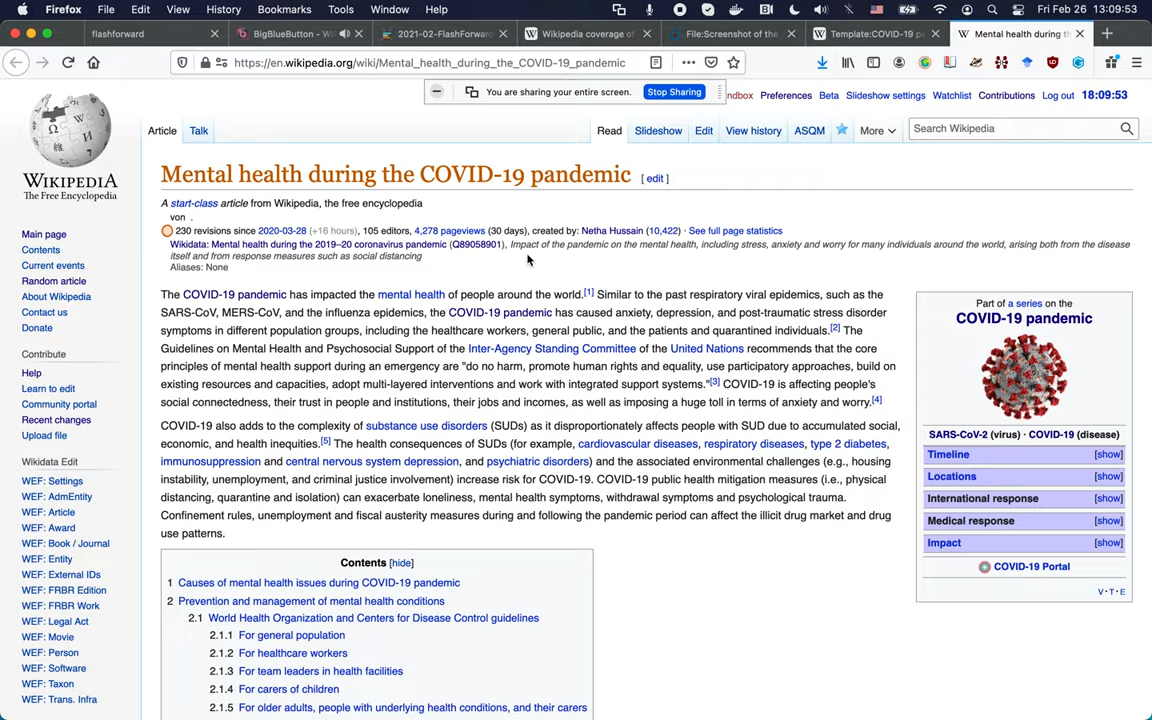 Firefox File Edit View History Bookmarks Tools Window Help Fri Feb 26 13:09:53
flashforward
BigBlueButton - Wi
2021-02-FlashForward
Wikipedia coverage of
File:Screenshot of the
Template:COVID-19 p
Mental health during t
https://en.wikipedia.org/wiki/Mental_health_during_the_COVID-19_pandemic
You are sharing your entire screen. Stop Sharing
ndbox Preferences Beta Slideshow settings Watchlist Contributions Log out 18:09:53
Article Talk Read Slideshow Edit View history ASQM More Search Wikipedia
WIKIPEDIA
The Free Encyclopedia
Main page
Contents
Current events
Random article
About Wikipedia
Contact us
Donate
Contribute
Help
Learn to edit
Community portal
Recent changes
Upload file
Wikidata Edit
WEF: Settings
WEF: AdmEntity
WEF: Article
WEF: Award
WEF: Book / Journal
WEF: Entity
WEF: External IDs
WEF: FRBR Edition
WEF: FRBR Work
WEF: Legal Act
WEF: Movie
WEF: Person
WEF: Software
WEF: Taxon
WEF: Trans. Infra
Mental health during the COVID-19 pandemic [ edit ]
A start-class article from Wikipedia, the free encyclopedia
von .
230 revisions since 2020-03-28 (+16 hours), 105 editors, 4,278 pageviews (30 days), created by: Netha Hussain (10,422) · See full page statistics
Wikidata: Mental health during the 2019–20 coronavirus pandemic (Q89058901), Impact of the pandemic on the mental health, including stress, anxiety and worry for many individuals around the world, arising both from the disease
itself and from response measures such as social distancing
Aliases: None
The COVID-19 pandemic has impacted the mental health of people around the world.[1] Similar to the past respiratory viral epidemics, such as the
SARS-CoV, MERS-CoV, and the influenza epidemics, the COVID-19 pandemic has caused anxiety, depression, and post-traumatic stress disorder
symptoms in different population groups, including the healthcare workers, general public, and the patients and quarantined individuals.[2] The
Guidelines on Mental Health and Psychosocial Support of the Inter-Agency Standing Committee of the United Nations recommends that the core
principles of mental health support during an emergency are "do no harm, promote human rights and equality, use participatory approaches, build on
existing resources and capacities, adopt multi-layered interventions and work with integrated support systems."[3] COVID-19 is affecting people's
social connectedness, their trust in people and institutions, their jobs and incomes, as well as imposing a huge toll in terms of anxiety and worry.[4]
COVID-19 also adds to the complexity of substance use disorders (SUDs) as it disproportionately affects people with SUD due to accumulated social,
economic, and health inequities.[5] The health consequences of SUDs (for example, cardiovascular diseases, respiratory diseases, type 2 diabetes,
immunosuppression and central nervous system depression, and psychiatric disorders) and the associated environmental challenges (e.g., housing
instability, unemployment, and criminal justice involvement) increase risk for COVID-19. COVID-19 public health mitigation measures (i.e., physical
distancing, quarantine and isolation) can exacerbate loneliness, mental health symptoms, withdrawal symptoms and psychological trauma.
Confinement rules, unemployment and fiscal austerity measures during and following the pandemic period can affect the illicit drug market and drug
use patterns.
Contents [hide]
1 Causes of mental health issues during COVID-19 pandemic
2 Prevention and management of mental health conditions
2.1 World Health Organization and Centers for Disease Control guidelines
2.1.1 For general population
2.1.2 For healthcare workers
2.1.3 For team leaders in health facilities
2.1.4 For carers of children
2.1.5 For older adults, people with underlying health conditions, and their carers
Part of a series on the
COVID-19 pandemic
SARS-CoV-2 (virus) · COVID-19 (disease)
Timeline [show]
Locations [show]
International response [show]
Medical response [show]
Impact [show]
COVID-19 Portal
V·T·E